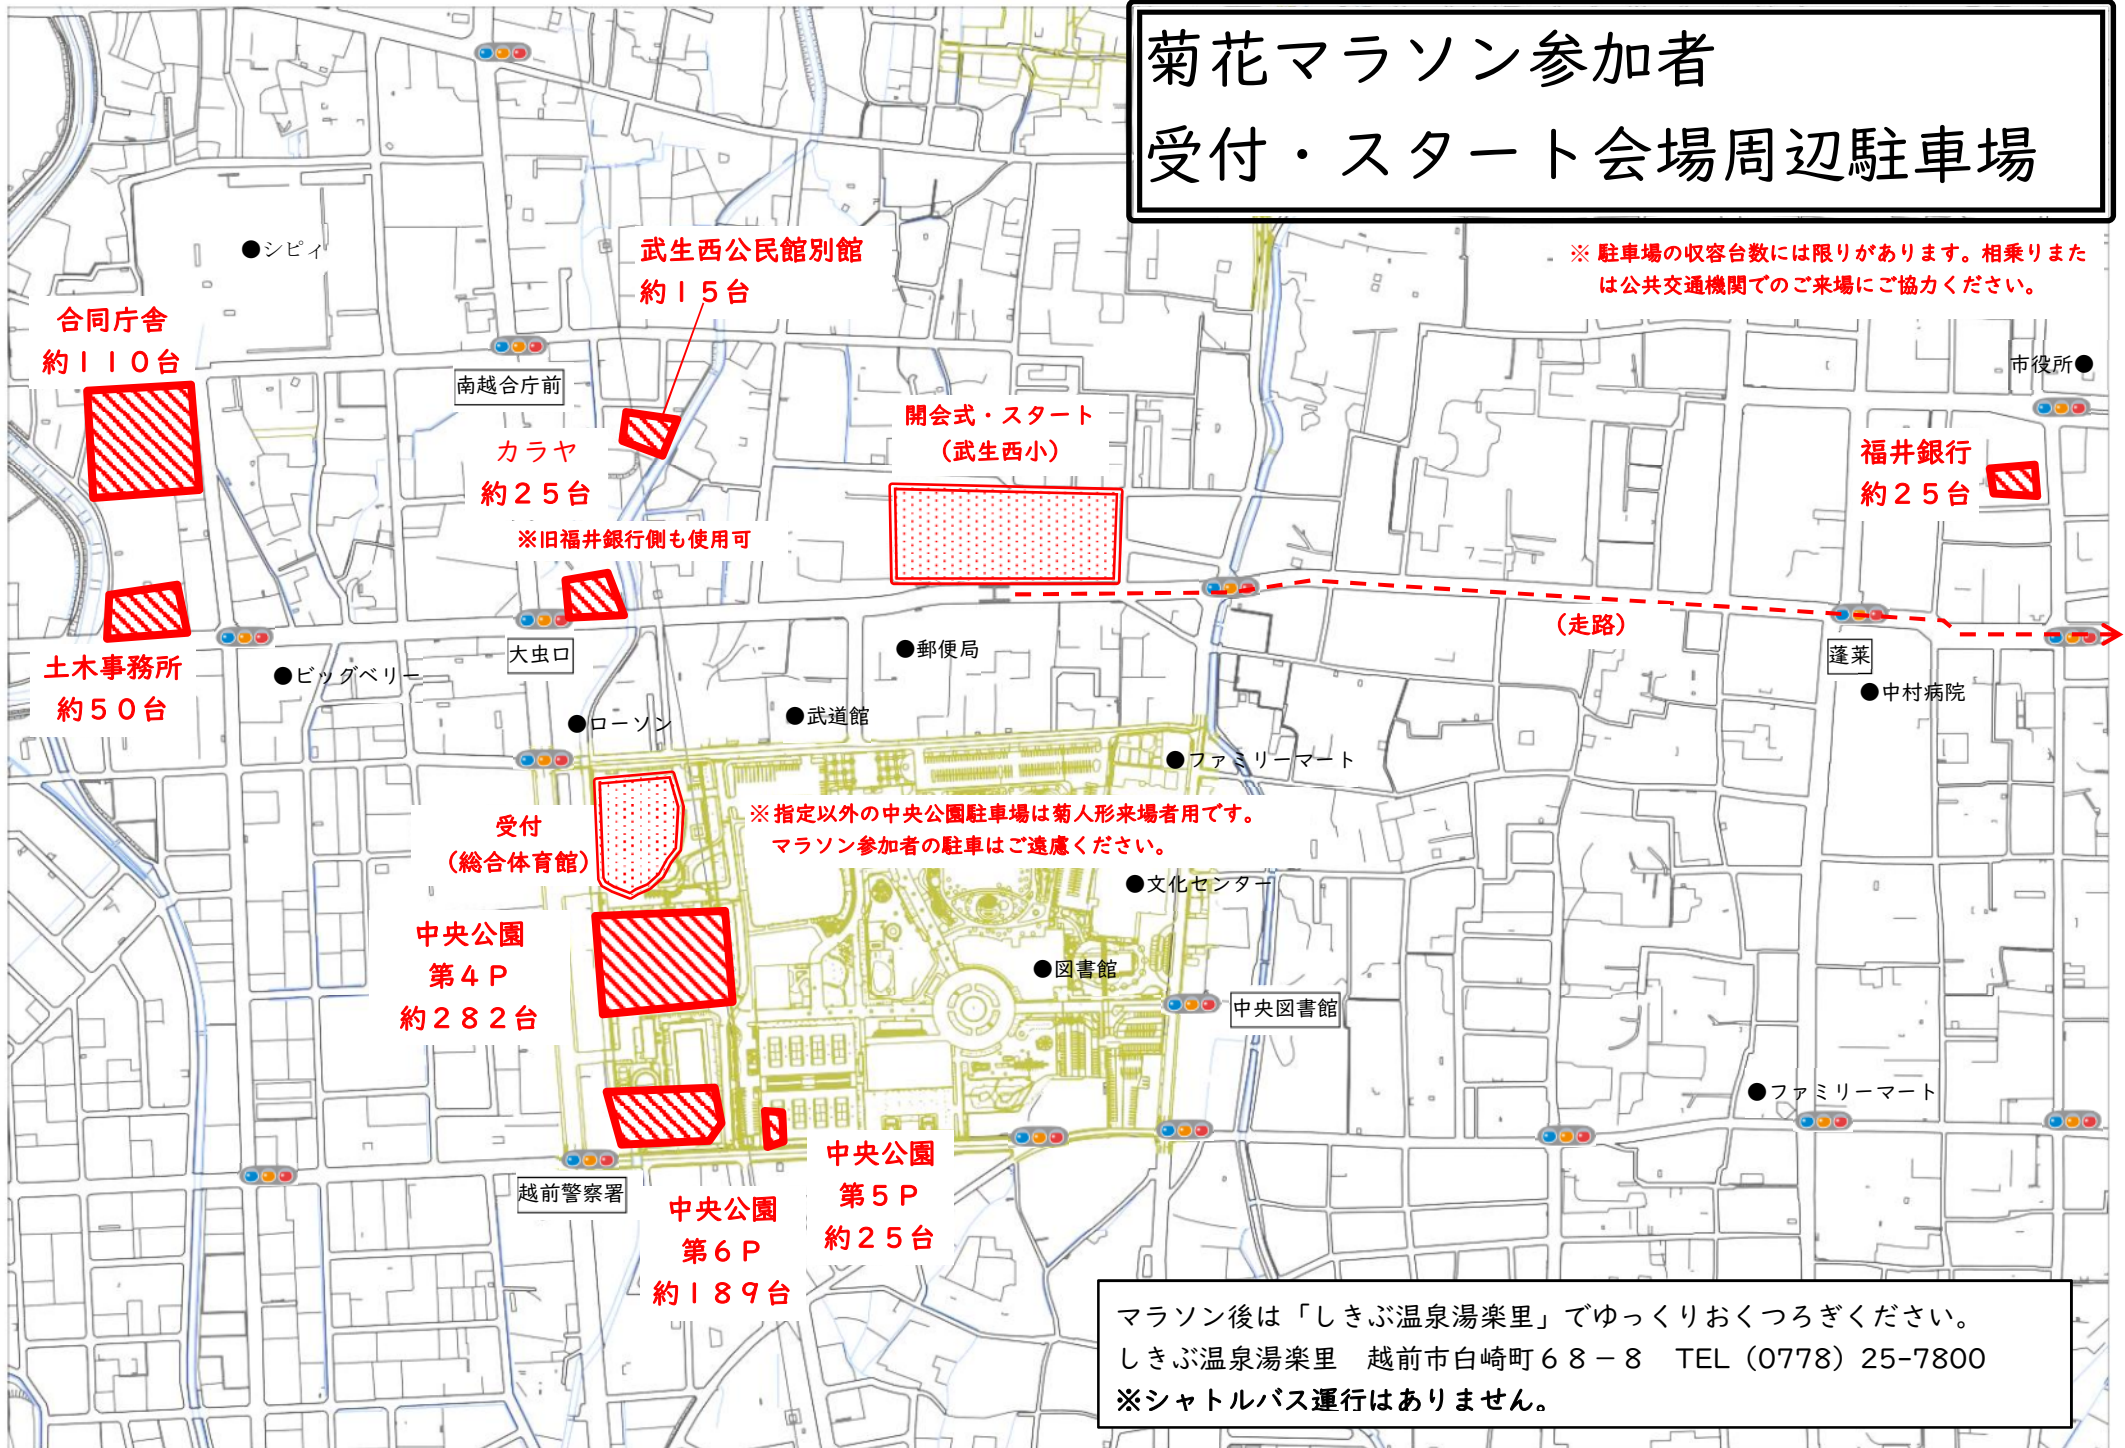 菊花マラソン参加者
受付・スタート会場周辺駐車場
※ 駐車場の収容台数には限りがあります。相乗りまた
は公共交通機関でのご来場にご協力ください。
●シピィ
武生西公民館別館
約１５台
合同庁舎
約１１０台
南越合庁前
市役所●
開会式・スタート
（武生西小）
カラヤ
約２５台
※旧福井銀行側も使用可
福井銀行
約２５台
（走路）
土木事務所
約５０台
●ビッグベリー
大虫口
●郵便局
蓬莱
●中村病院
●ローソン
●武道館
●ファミリーマート
※指定以外の中央公園駐車場は菊人形来場者用です。
マラソン参加者の駐車はご遠慮ください。
受付
（総合体育館）
●文化センター
中央公園
第４Ｐ
約２８２台
●図書館
中央図書館
●ファミリーマート
越前警察署
中央公園
第５Ｐ
約２５台
中央公園
第６Ｐ
約１８９台
マラソン後は「しきぶ温泉湯楽里」でゆっくりおくつろぎください。
しきぶ温泉湯楽里　越前市白崎町６８－８　TEL（0778）25-7800
※シャトルバス運行はありません。